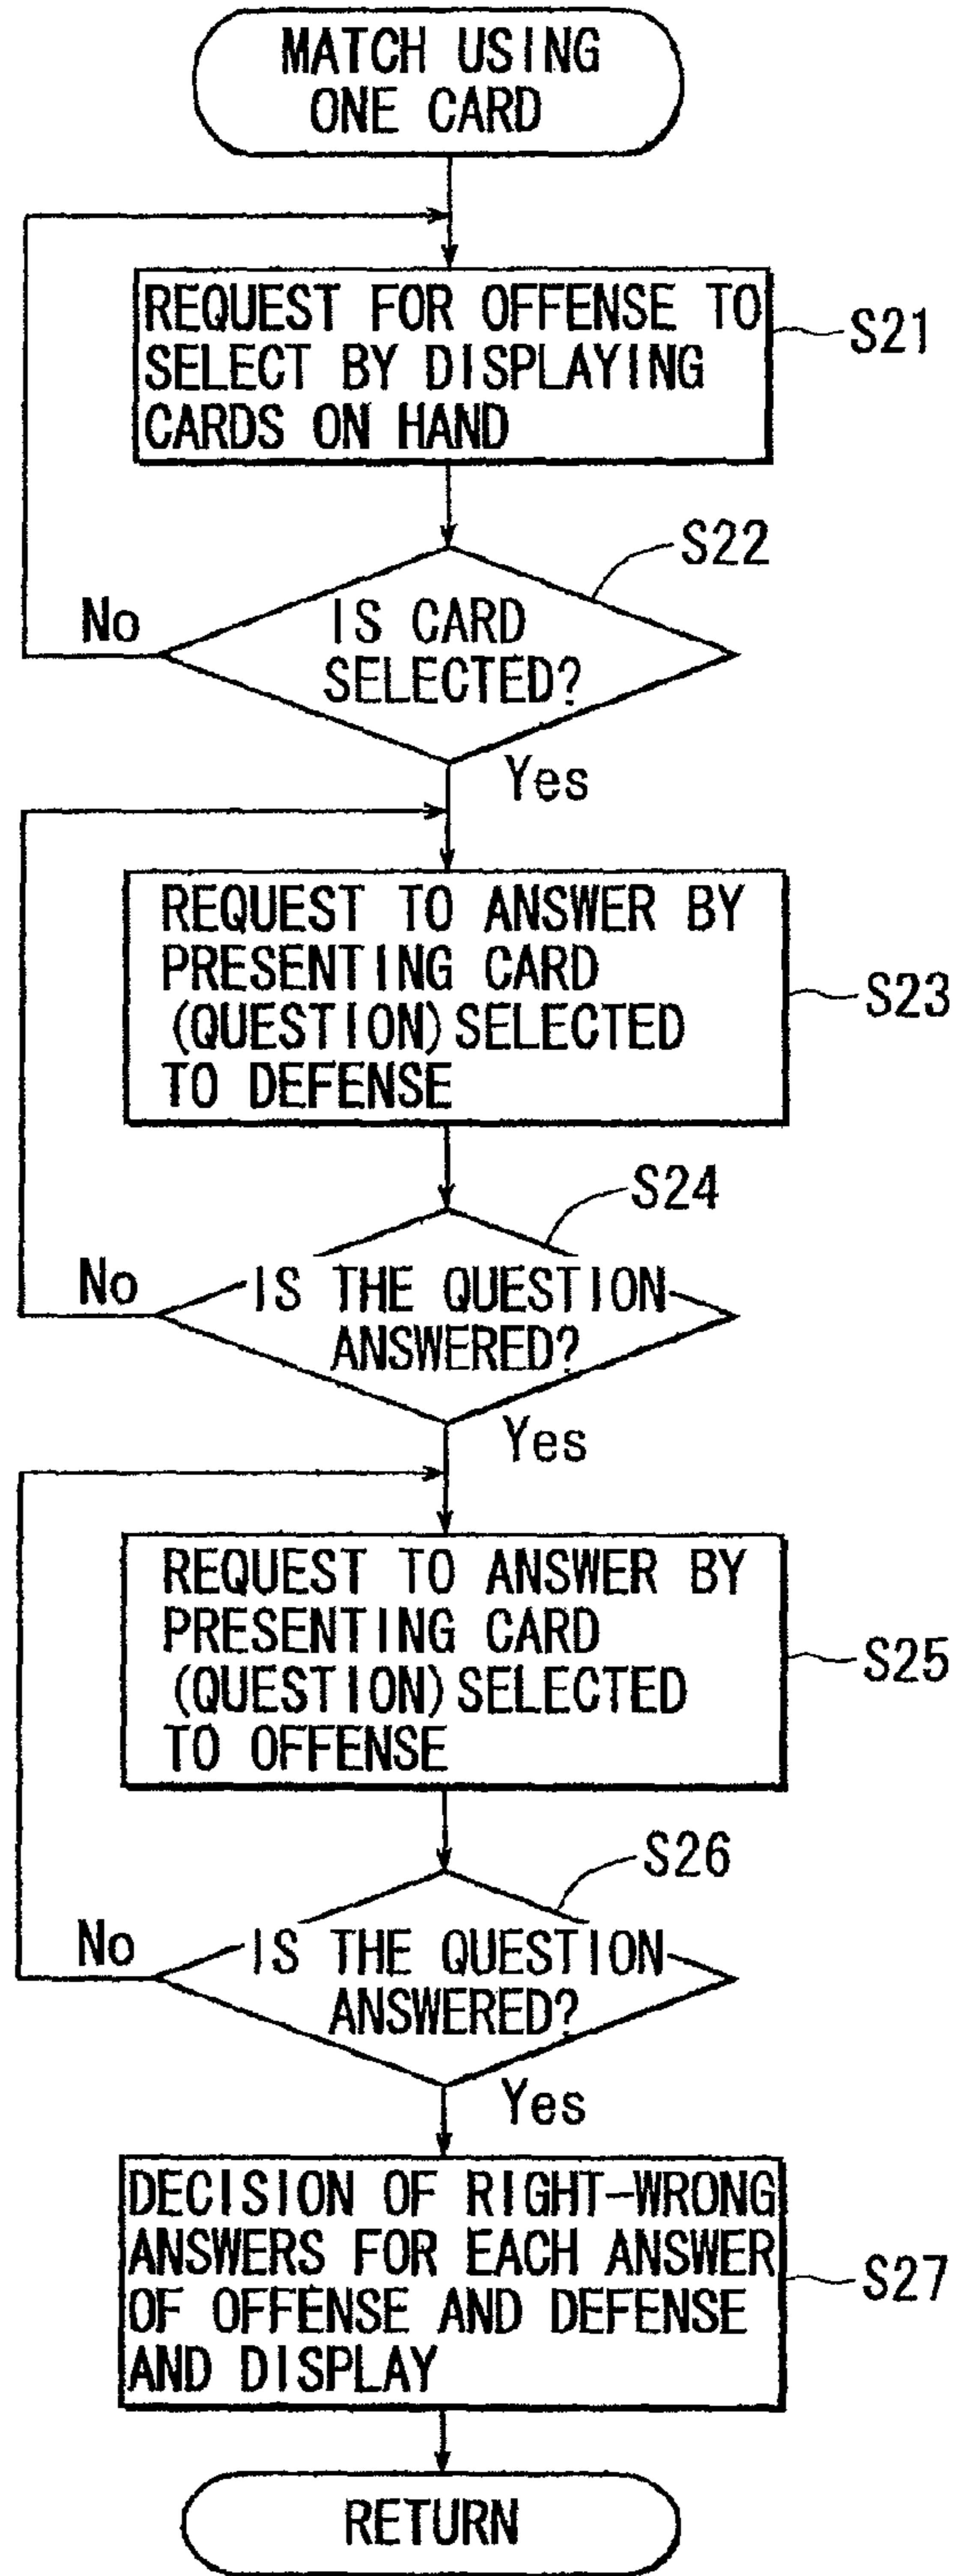 MATCH USING
ONE CARD
REQUEST FOR OFFENSE TO
SELECT BY DISPLAYING
CARDS ON HAND
S21
S22
IS CARD
SELECTED?
No
Yes
REQUEST TO ANSWER BY
PRESENTING CARD
(QUESTION) SELECTED
TO DEFENSE
S23
S24
IS THE QUESTION
ANSWERED?
No
Yes
REQUEST TO ANSWER BY
PRESENTING CARD
(QUESTION) SELECTED
TO OFFENSE
S25
S26
IS THE QUESTION
ANSWERED?
No
Yes
DECISION OF RIGHT-WRONG
ANSWERS FOR EACH ANSWER
OF OFFENSE AND DEFENSE
AND DISPLAY
S27
RETURN